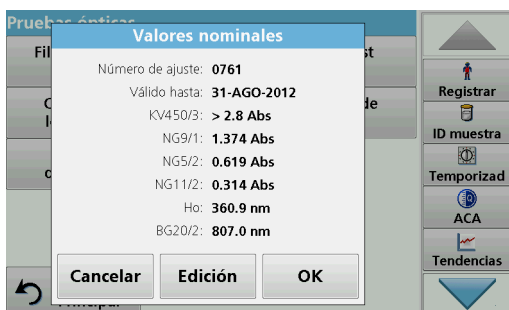 Pruebas ópticas
Valores nominales
Número de ajuste: 0761
Válido hasta: 31-AGO-2012
KV450/3: > 2.8 Abs
NG9/1: 1.374 Abs
NG5/2: 0.619 Abs
NG11/2: 0.314 Abs
Ho: 360.9 nm
BG20/2: 807.0 nm
Cancelar
Edición
OK
Principal
Registrar
ID muestra
Temporizad
ACA
Tendencias